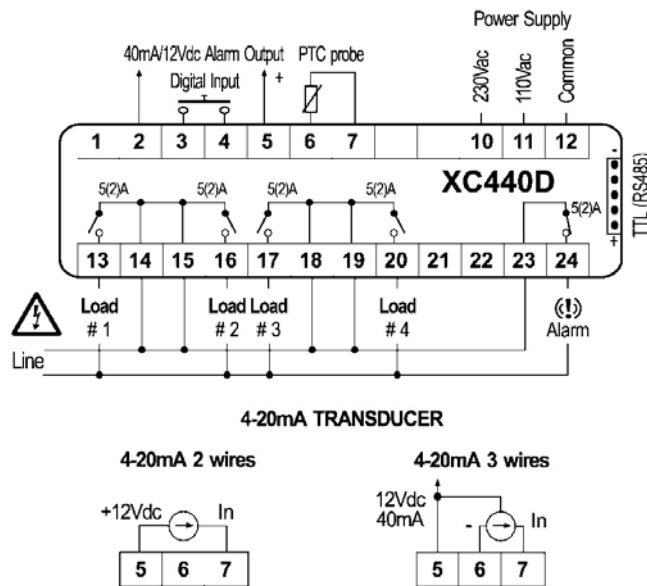 Power Supply
40mA/12Vdc Alarm Output PTC probe
Digital Input +
230Vac 110Vac Common
1 2 3 4 5 6 7 10 11 12
XC440D
-
TTL (RS485)
+
5(2)A 5(2)A 5(2)A 5(2)A 5(2)A
13 14 15 16 17 18 19 20 21 22 23 24
Load Load Load Load
# 1 # 2 # 3 # 4 Alarm
Line
4-20mA TRANSDUCER
4-20mA 2 wires 4-20mA 3 wires
+12Vdc In 12Vdc
40mA - In
5 6 7 5 6 7